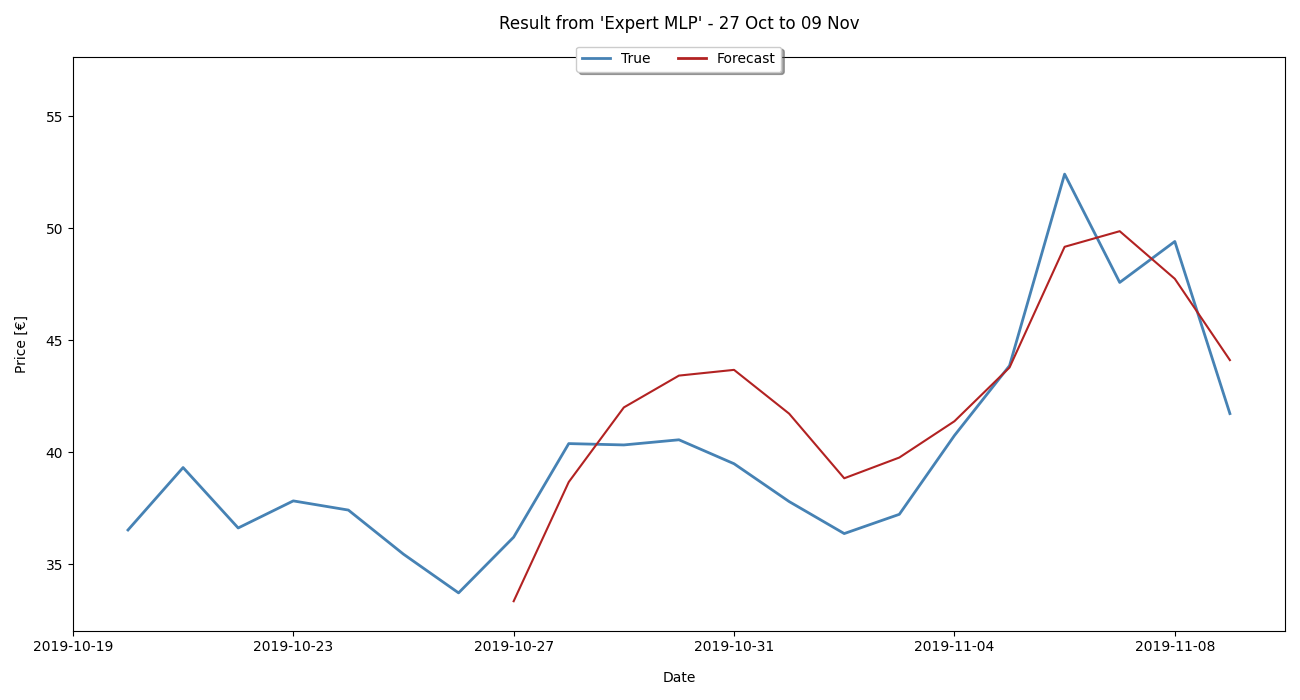 Result from 'Expert MLP' - 27 Oct to 09 Nov
True Forecast
55
50
45
40
35
Price [€]
2019-10-19 2019-10-23 2019-10-27 2019-10-31 2019-11-04 2019-11-08
Date